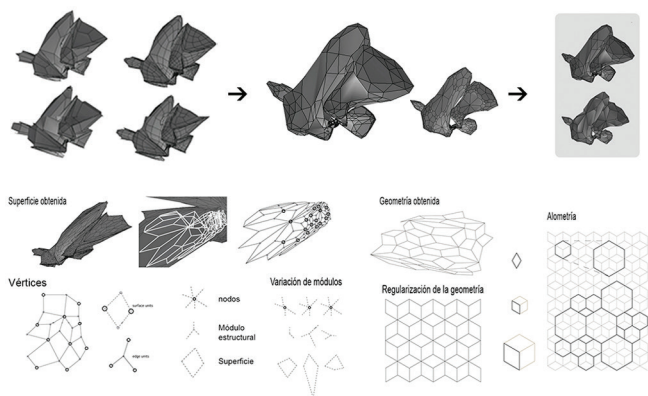 Superficie obtenida
Geometría obtenida
Alometría
Vértices
surface units
nodos
Variación de módulos
Regularización de la geometría
Módulo
estructural
edge units
Superficie